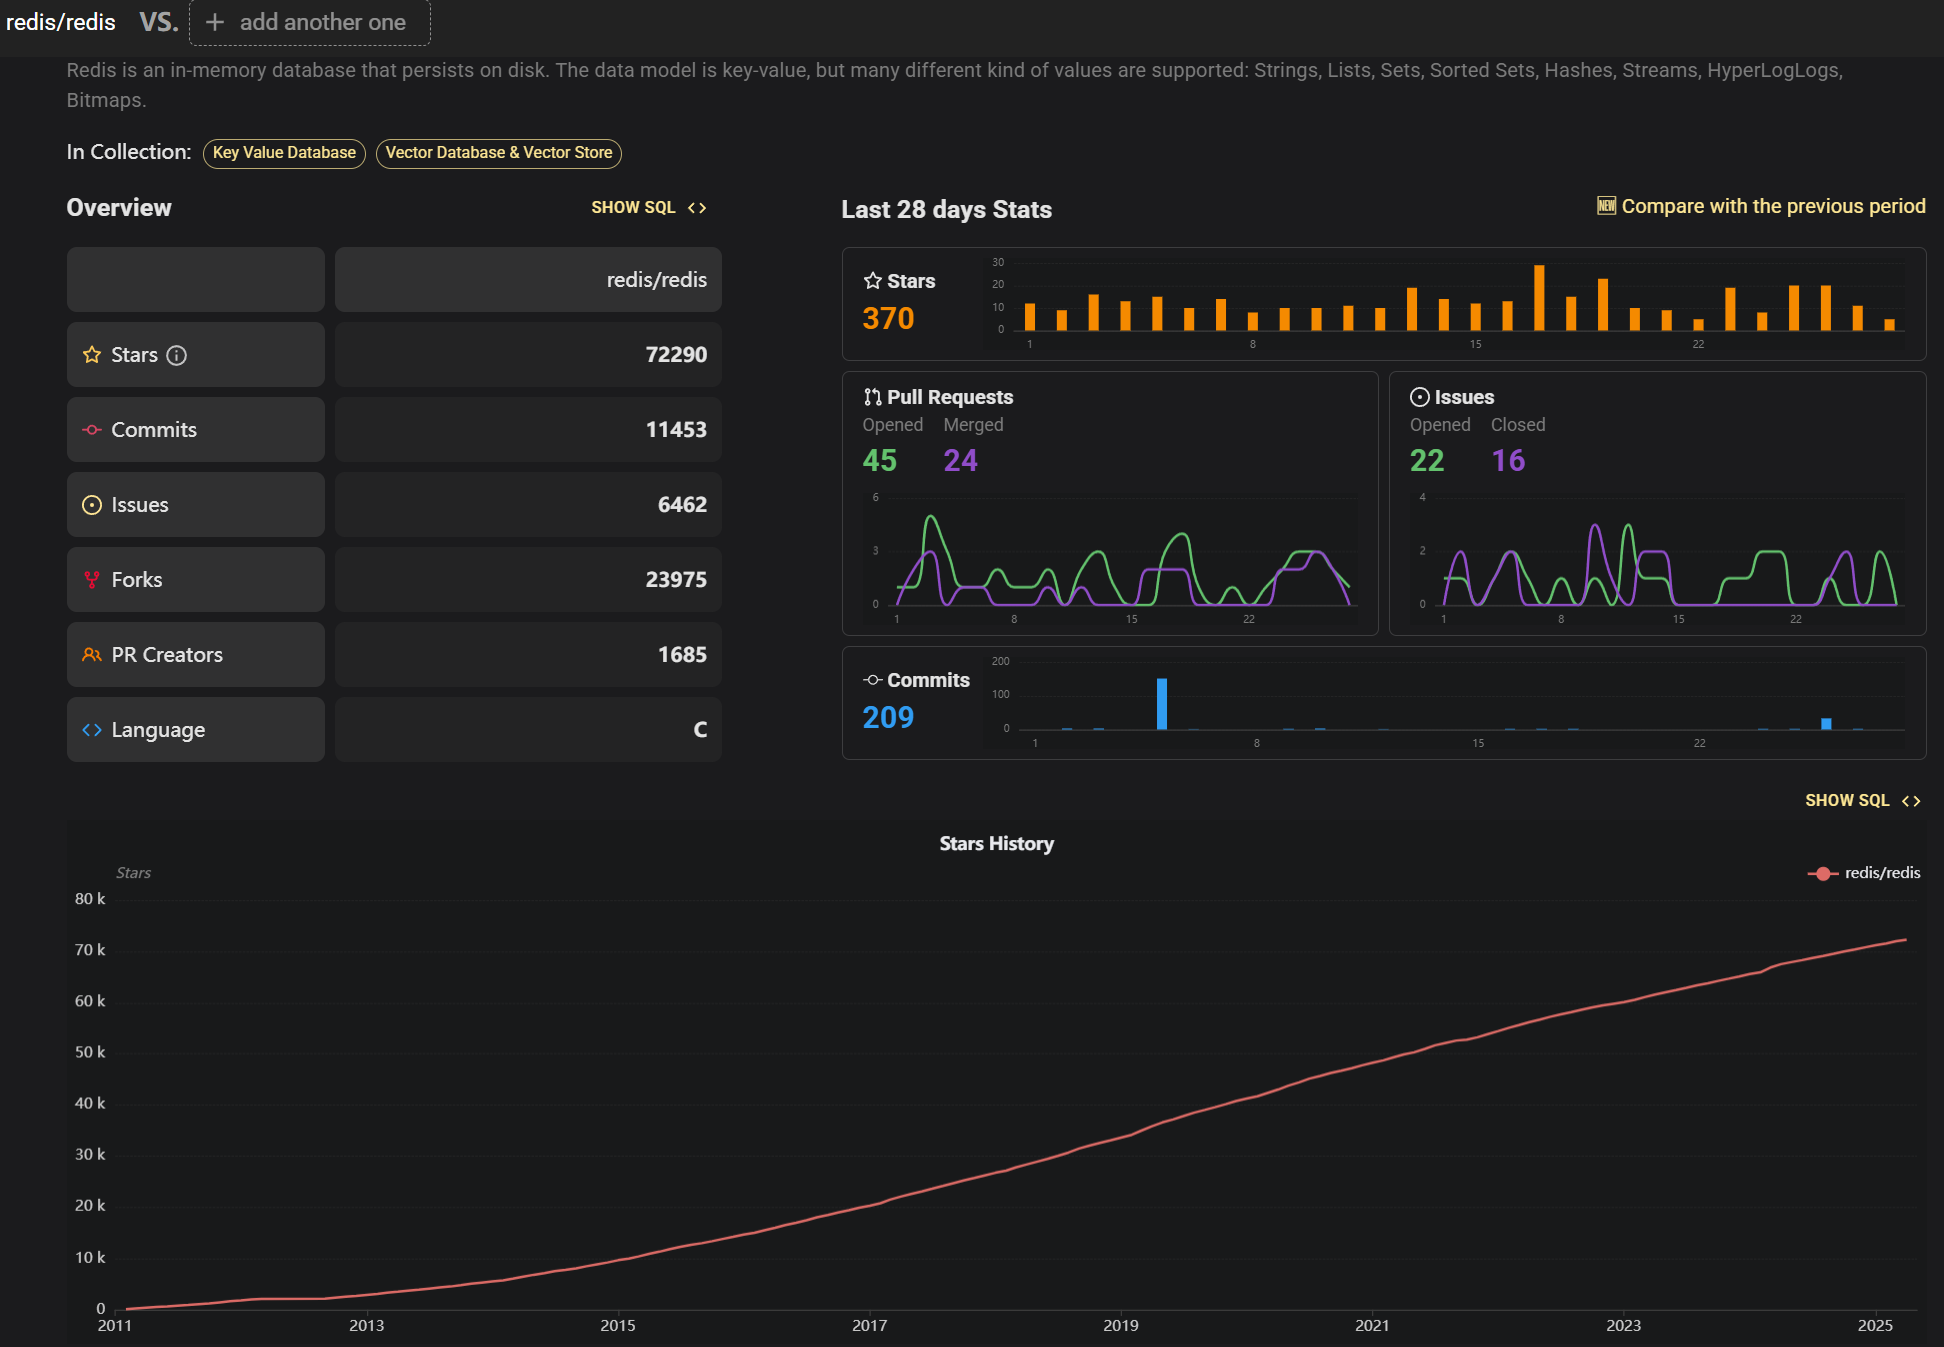 redis/redis VS. + add another one
Redis is an in-memory database that persists on disk. The data model is key-value, but many different kind of values are supported: Strings, Lists, Sets, Sorted Sets, Hashes, Streams, HyperLogLogs,
Bitmaps.
In Collection: Key Value Database Vector Database & Vector Store
Overview
SHOW SQL <>
redis/redis
Stars 72290
Commits 11453
Issues 6462
Forks 23975
PR Creators 1685
Language C
Last 28 days Stats
NEW Compare with the previous period
Stars
370
30
20
10
0
1 8 15 22
Pull Requests
Opened Merged
45 24
6
3
0
1 8 15 22
Issues
Opened Closed
22 16
4
2
0
1 8 15 22
Commits
209
200
100
0
1 8 15 22
SHOW SQL <>
Stars History
Stars
redis/redis
80 k
70 k
60 k
50 k
40 k
30 k
20 k
10 k
0
2011 2013 2015 2017 2019 2021 2023 2025